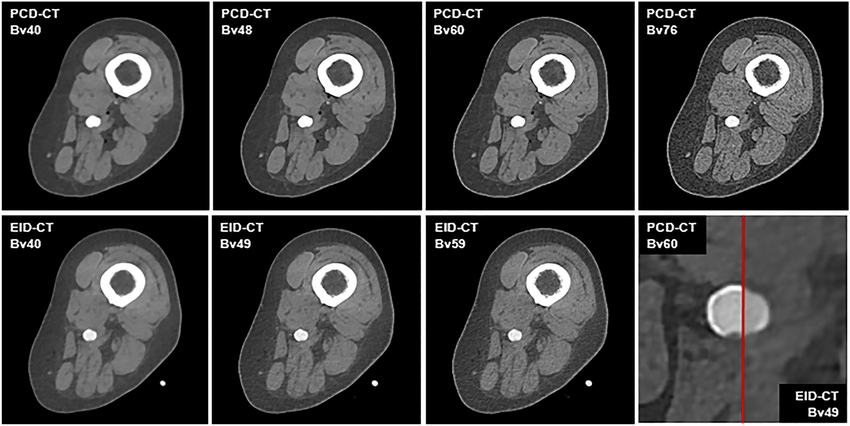 PCD-CT
Bv40
PCD-CT
Bv48
PCD-CT
Bv60
PCD-CT
Bv76
EID-CT
Bv40
EID-CT
Bv49
EID-CT
Bv59
PCD-CT
Bv60
EID-CT
Bv49